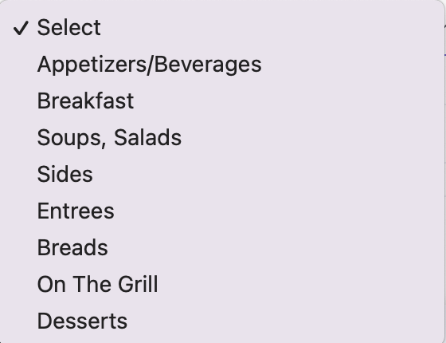 ✓ Select
Appetizers/Beverages
Breakfast
Soups, Salads
Sides
Entrees
Breads
On The Grill
Desserts